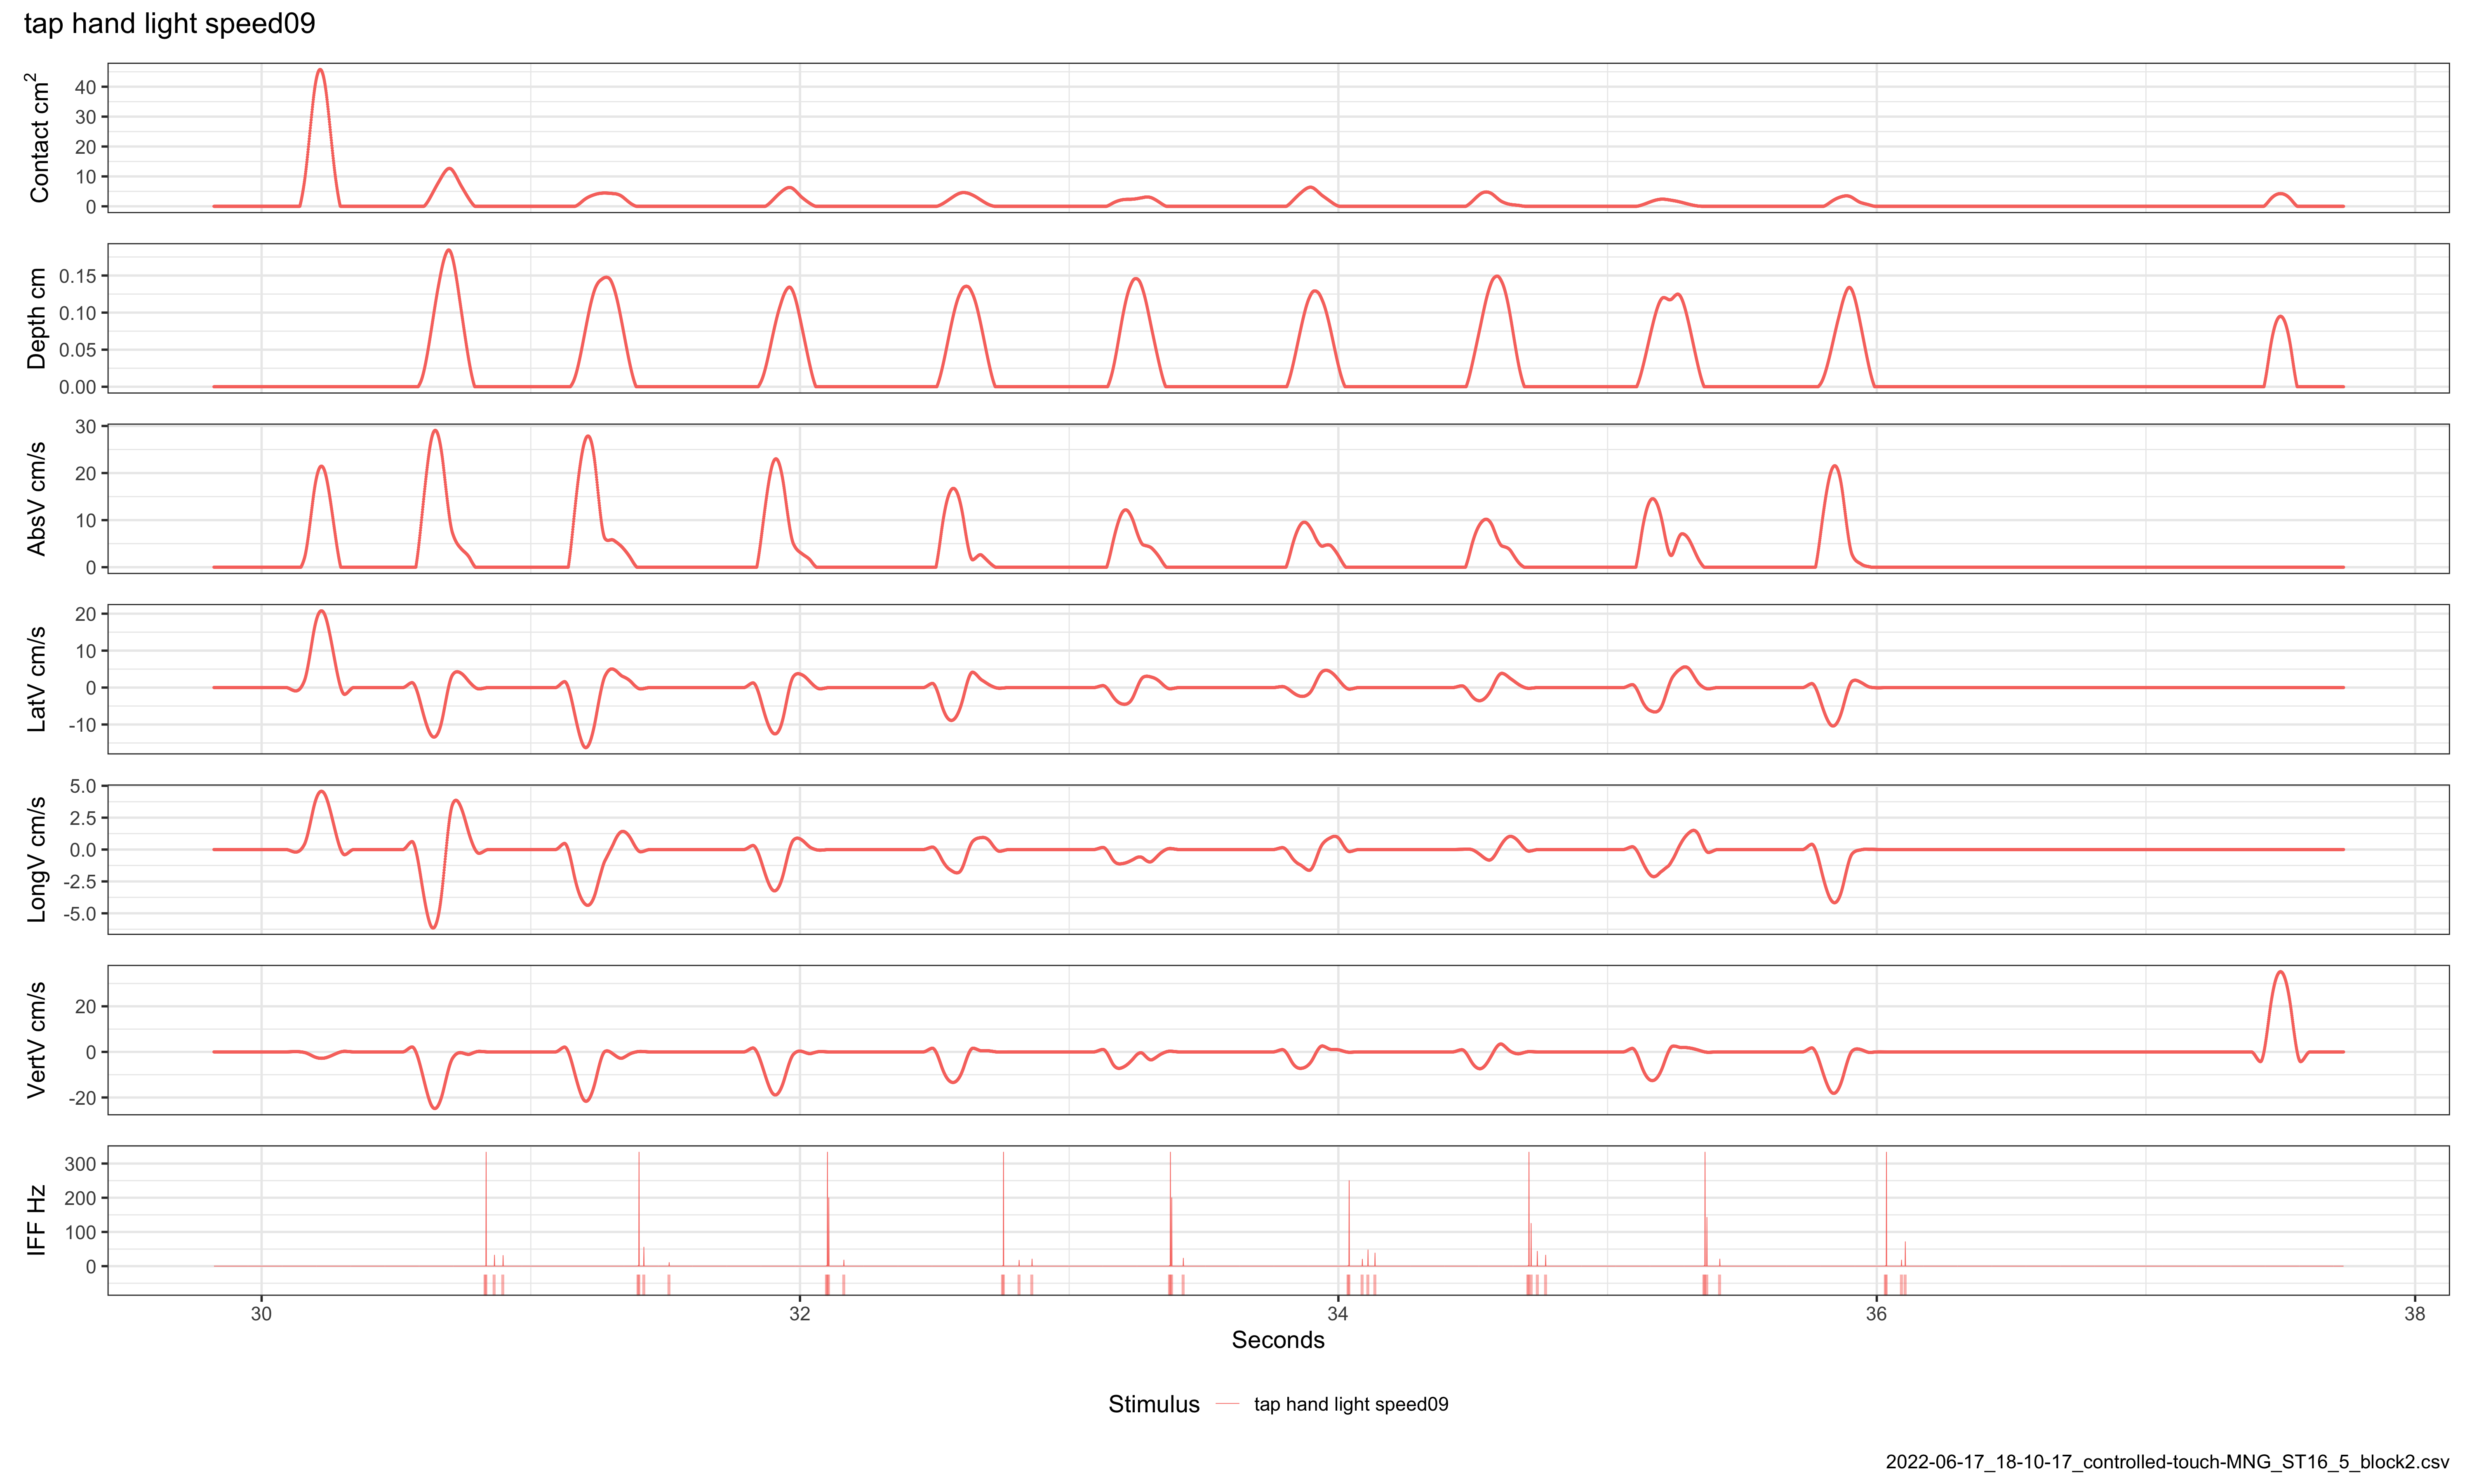 tap hand light speed09
Contact cm²
40
30
20
10
0
Depth cm
0.15
0.10
0.05
0.00
AbsV cm/s
30
20
10
0
LatV cm/s
20
10
0
-10
LongV cm/s
5.0
2.5
0.0
-2.5
-5.0
VertV cm/s
20
0
-20
IFF Hz
300
200
100
0
30 32 34 36 38
Seconds
Stimulus tap hand light speed09
2022-06-17_18-10-17_controlled-touch-MNG_ST16_5_block2.csv